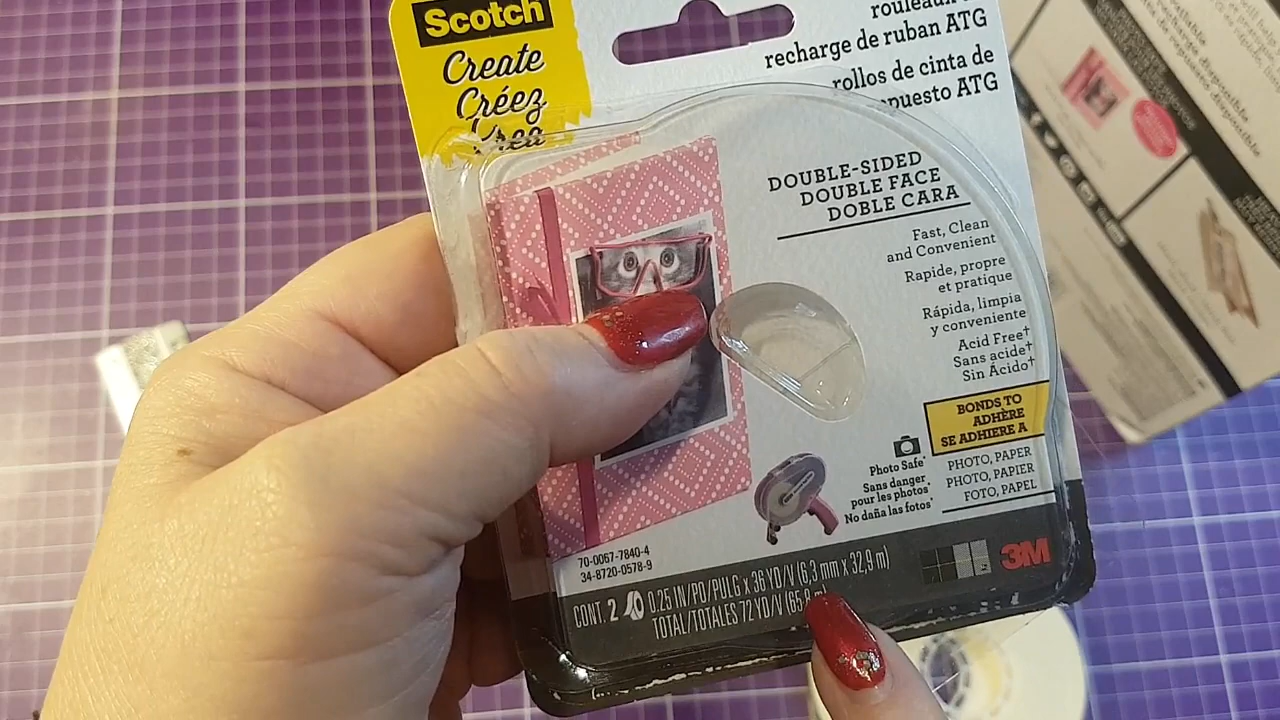 Scotch
Create
Créez
Crea
rouleaux
recharge de ruban ATG
rollos de cinta de
puesto ATG
DOUBLE-SIDED
DOUBLE FACE
DOBLE CARA
Fast, Clean
and Convenient
Rapide, propre
et pratique
Rápida, limpia
y conveniente
Acid Free†
Sans acide†
Sin Ácido†
BONDS TO
ADHÈRE
SE ADHIERE A
PHOTO, PAPER
PHOTO, PAPIER
FOTO, PAPEL
Photo Safe*
Sans danger
pour les photos*
No daña las fotos*
70-0067-7840-4
34-8720-0578-9
CONT. 2 0.25 IN/PO/PULG x 36 YD/V (6,3 mm x 32,9 m)
TOTAL/TOTALES 72 YD/V (65,8 m)
3M